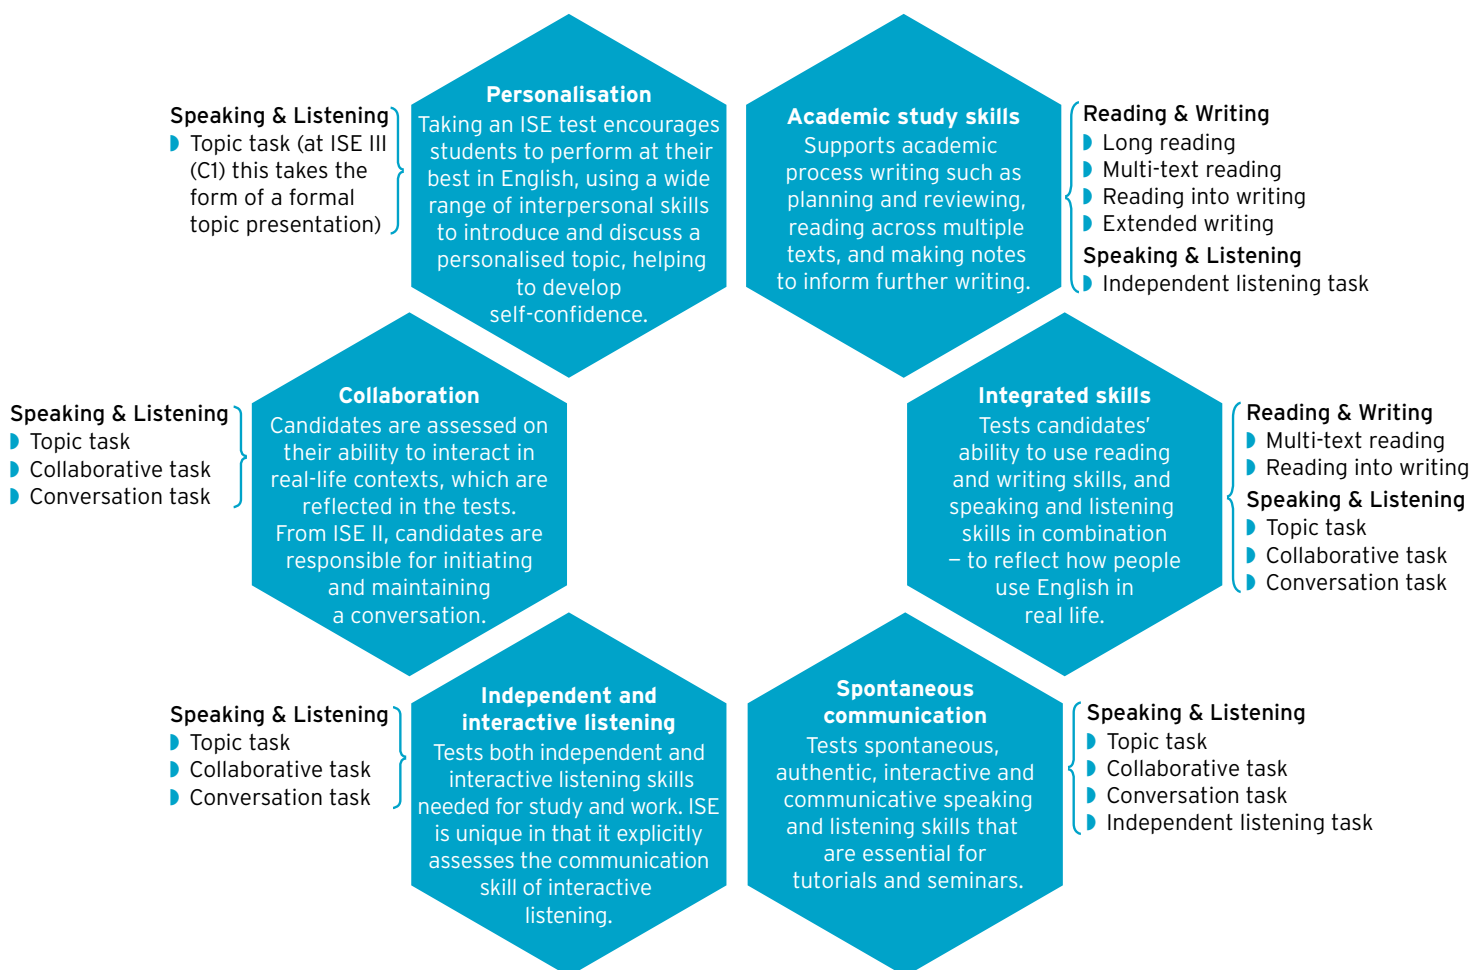 Speaking & Listening
Topic task (at ISE III
(C1) this takes the
form of a formal
topic presentation)
Personalisation
Taking an ISE test encourages
students to perform at their
best in English, using a wide
range of interpersonal skills
to introduce and discuss a
personalised topic, helping
to develop
self-confidence.
Academic study skills
Supports academic
process writing such as
planning and reviewing,
reading across multiple
texts, and making notes
to inform further writing.
Reading & Writing
Long reading
Multi-text reading
Reading into writing
Extended writing
Speaking & Listening
Independent listening task
Speaking & Listening
Topic task
Collaborative task
Conversation task
Collaboration
Candidates are assessed on
their ability to interact in
real-life contexts, which are
reflected in the tests.
From ISE II, candidates are
responsible for initiating
and maintaining
a conversation.
Integrated skills
Tests candidates’
ability to use reading
and writing skills, and
speaking and listening
skills in combination
– to reflect how people
use English in
real life.
Reading & Writing
Multi-text reading
Reading into writing
Speaking & Listening
Topic task
Collaborative task
Conversation task
Speaking & Listening
Topic task
Collaborative task
Conversation task
Independent and
interactive listening
Tests both independent and
interactive listening skills
needed for study and work. ISE
is unique in that it explicitly
assesses the communication
skill of interactive
listening.
Spontaneous
communication
Tests spontaneous,
authentic, interactive and
communicative speaking
and listening skills that
are essential for
tutorials and seminars.
Speaking & Listening
Topic task
Collaborative task
Conversation task
Independent listening task